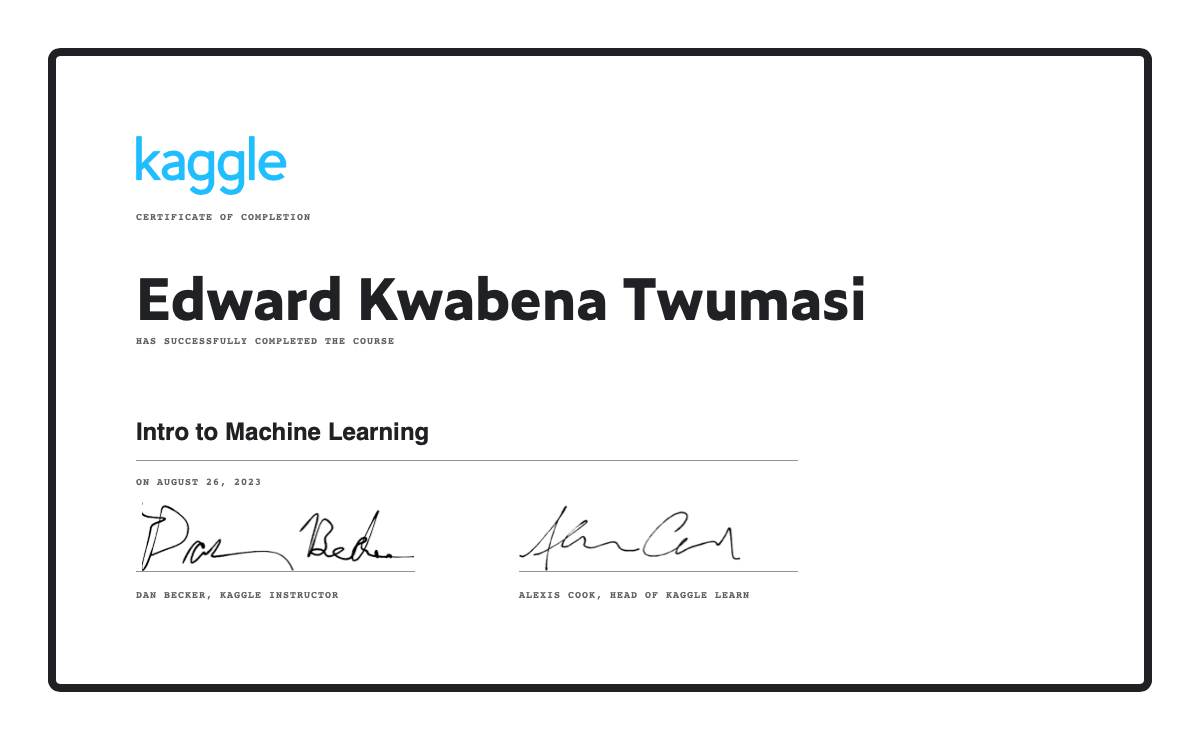 kaggle
CERTIFICATE OF COMPLETION
Edward Kwabena Twumasi
HAS SUCCESSFULLY COMPLETED THE COURSE
Intro to Machine Learning
ON AUGUST 26, 2023
Dan Becker
Alexis Cook
DAN BECKER, KAGGLE INSTRUCTOR
ALEXIS COOK, HEAD OF KAGGLE LEARN